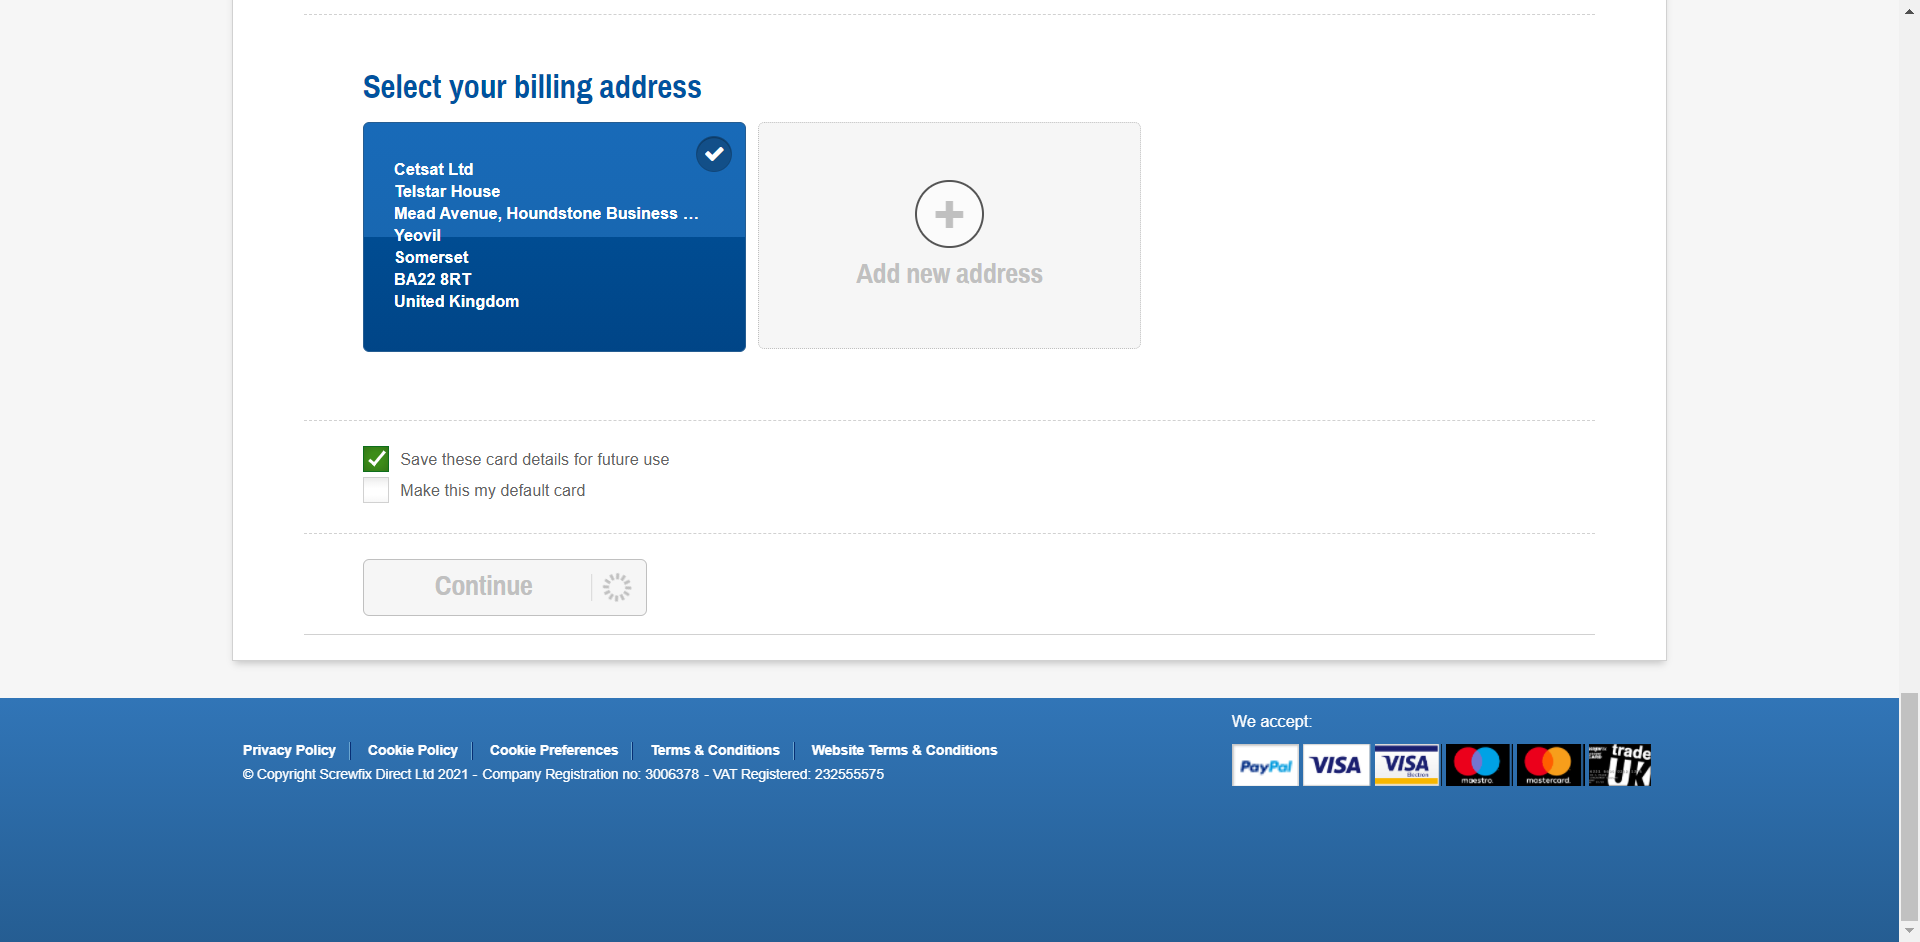 Select your billing address
Cetsat Ltd
Telstar House
Mead Avenue, Houndstone Business ...
Yeovil
Somerset
BA22 8RT
United Kingdom
Add new address
Save these card details for future use
Make this my default card
Continue
We accept:
Privacy Policy
Cookie Policy
Cookie Preferences
Terms & Conditions
Website Terms & Conditions
© Copyright Screwfix Direct Ltd 2021 - Company Registration no: 3006378 - VAT Registered: 232555575
PayPal
VISA
VISA
Electron
maestro.
mastercard.
trade
UK